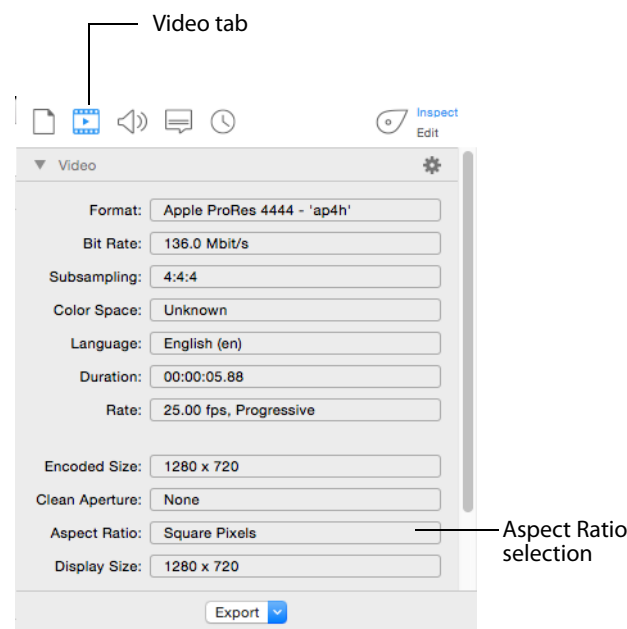 Video tab
Inspect
Edit
Video
Format: Apple ProRes 4444 - 'ap4h'
Bit Rate: 136.0 Mbit/s
Subsampling: 4:4:4
Color Space: Unknown
Language: English (en)
Duration: 00:00:05.88
Rate: 25.00 fps, Progressive
Encoded Size: 1280 x 720
Clean Aperture: None
Aspect Ratio: Square Pixels
Aspect Ratio
selection
Display Size: 1280 x 720
Export